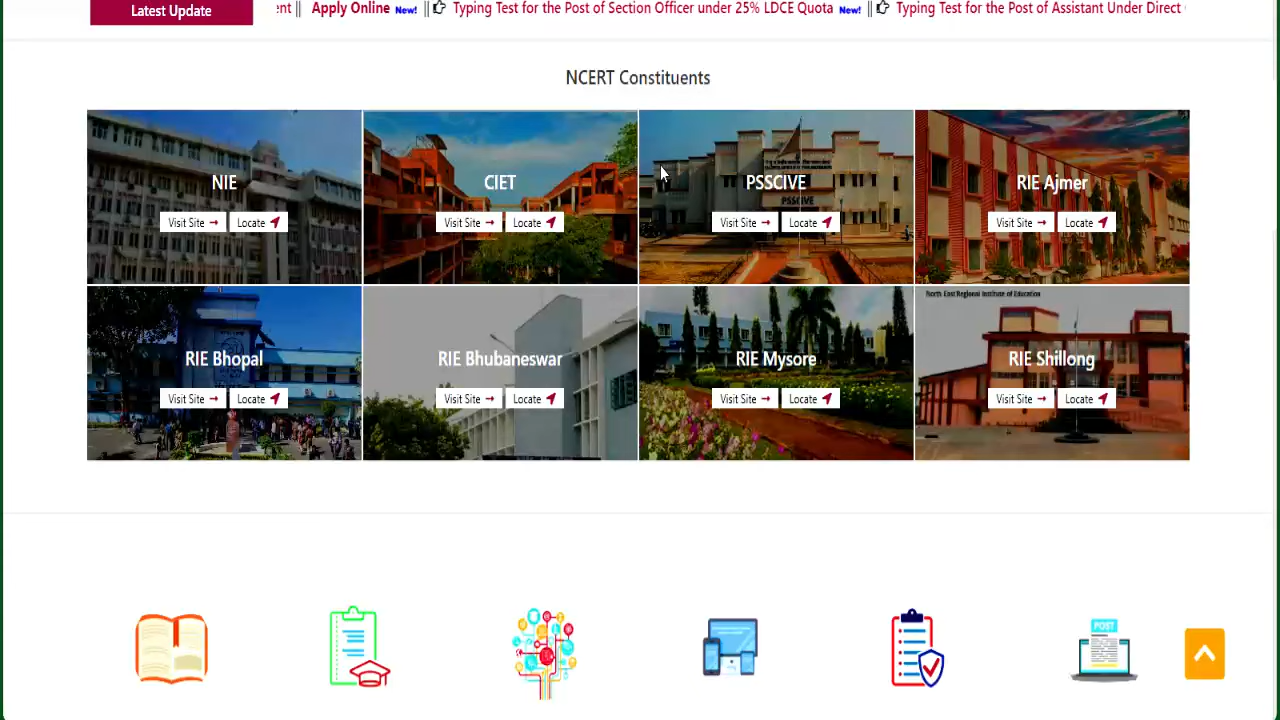 Latest Update
nt || Apply Online New! || Typing Test for the Post of Section Officer under 25% LDCE Quota New! || Typing Test for the Post of Assistant Under Direct
NCERT Constituents
NIE
Visit Site Locate
CIET
Visit Site Locate
PSSCIVE
PSSCIVE
Visit Site Locate
RIE Ajmer
Visit Site Locate
RIE Bhopal
Visit Site Locate
RIE Bhubaneswar
Visit Site Locate
RIE Mysore
Visit Site Locate
North East Regional Institute of Education
RIE Shillong
Visit Site Locate
POST